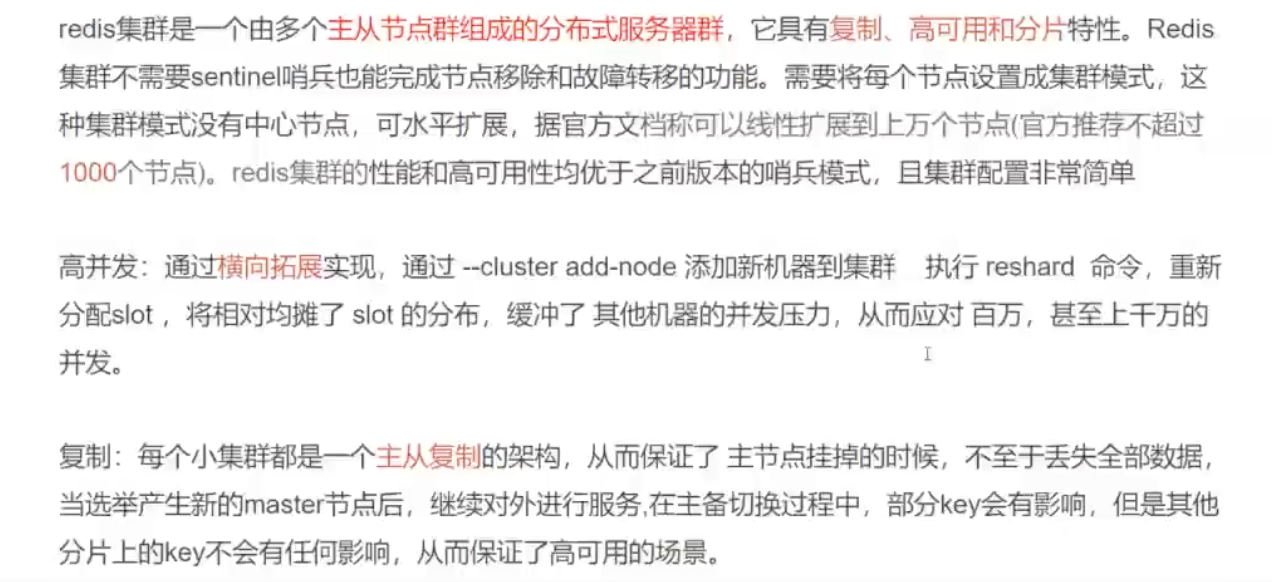 redis集群是一个由多个主从节点群组成的分布式服务器群，它具有复制、高可用和分片特性。Redis
集群不需要sentinel哨兵也能完成节点移除和故障转移的功能。需要将每个节点设置成集群模式，这
种集群模式没有中心节点，可水平扩展，据官方文档称可以线性扩展到上万个节点(官方推荐不超过
1000个节点)。redis集群的性能和高可用性均优于之前版本的哨兵模式，且集群配置非常简单
高并发：通过横向拓展实现，通过 --cluster add-node 添加新机器到集群 执行 reshard 命令，重新
分配slot ，将相对均摊了 slot 的分布，缓冲了 其他机器的并发压力，从而应对 百万，甚至上千万的
并发。
复制：每个小集群都是一个主从复制的架构，从而保证了 主节点挂掉的时候，不至于丢失全部数据，
当选举产生新的master节点后，继续对外进行服务,在主备切换过程中，部分key会有影响，但是其他
分片上的key不会有任何影响，从而保证了高可用的场景。